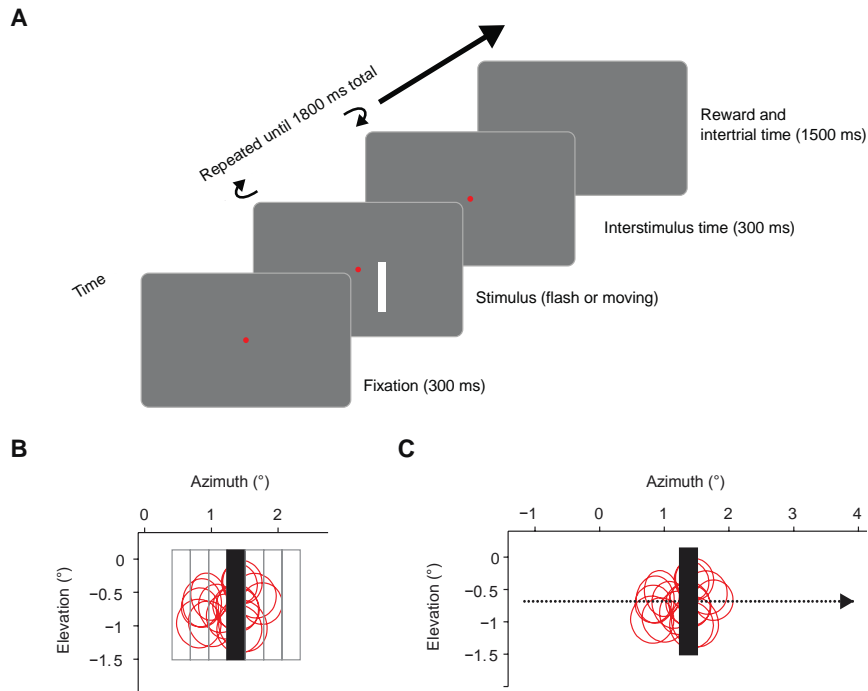 A
Repeated until 1800 ms total
Reward and
intertrial time (1500 ms)
Interstimulus time (300 ms)
Time
Stimulus (flash or moving)
Fixation (300 ms)
B
Azimuth (°)
0 1 2
Elevation (°)
0
−0.5
−1
−1.5
C
Azimuth (°)
−1 0 1 2 3 4
Elevation (°)
0
−0.5
−1
−1.5